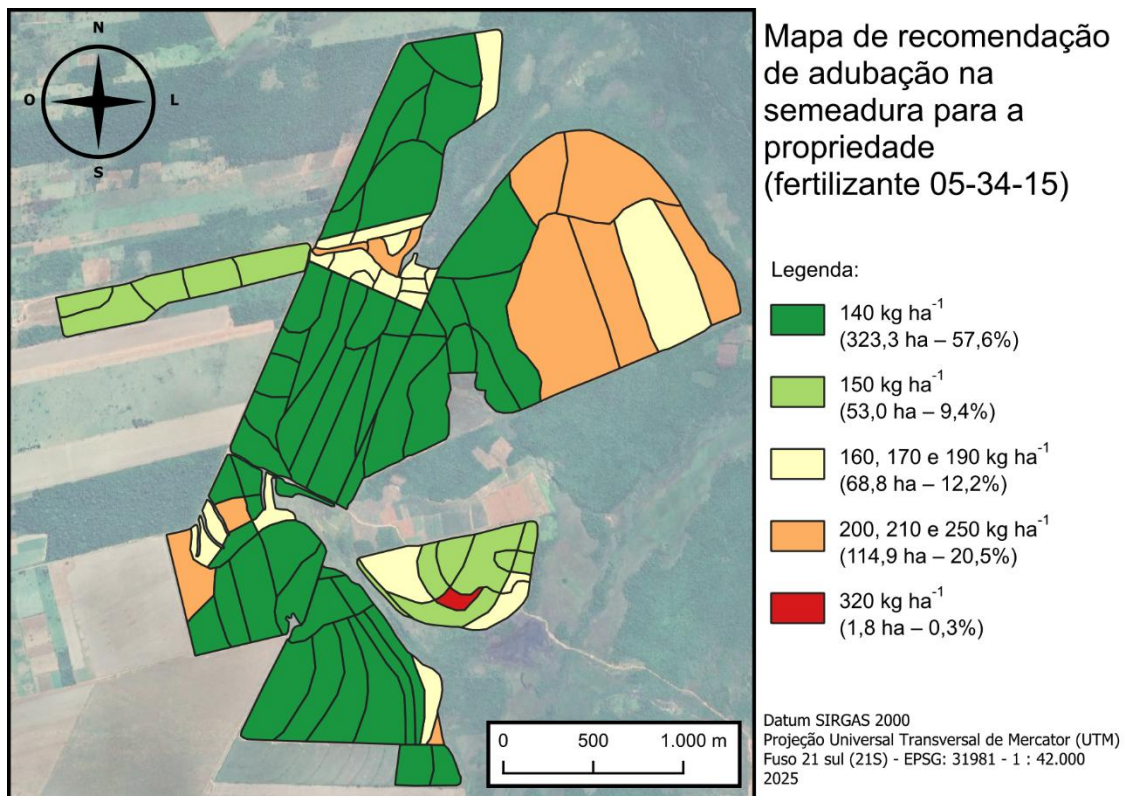 N
O
L
S
0 500 1.000 m
Mapa de recomendação
de adubação na
semeadura para a
propriedade
(fertilizante 05-34-15)
Legenda:
140 kg ha⁻¹
(323,3 ha – 57,6%)
150 kg ha⁻¹
(53,0 ha – 9,4%)
160, 170 e 190 kg ha⁻¹
(68,8 ha – 12,2%)
200, 210 e 250 kg ha⁻¹
(114,9 ha – 20,5%)
320 kg ha⁻¹
(1,8 ha – 0,3%)
Datum SIRGAS 2000
Projeção Universal Transversal de Mercator (UTM)
Fuso 21 sul (21S) - EPSG: 31981 - 1 : 42.000
2025